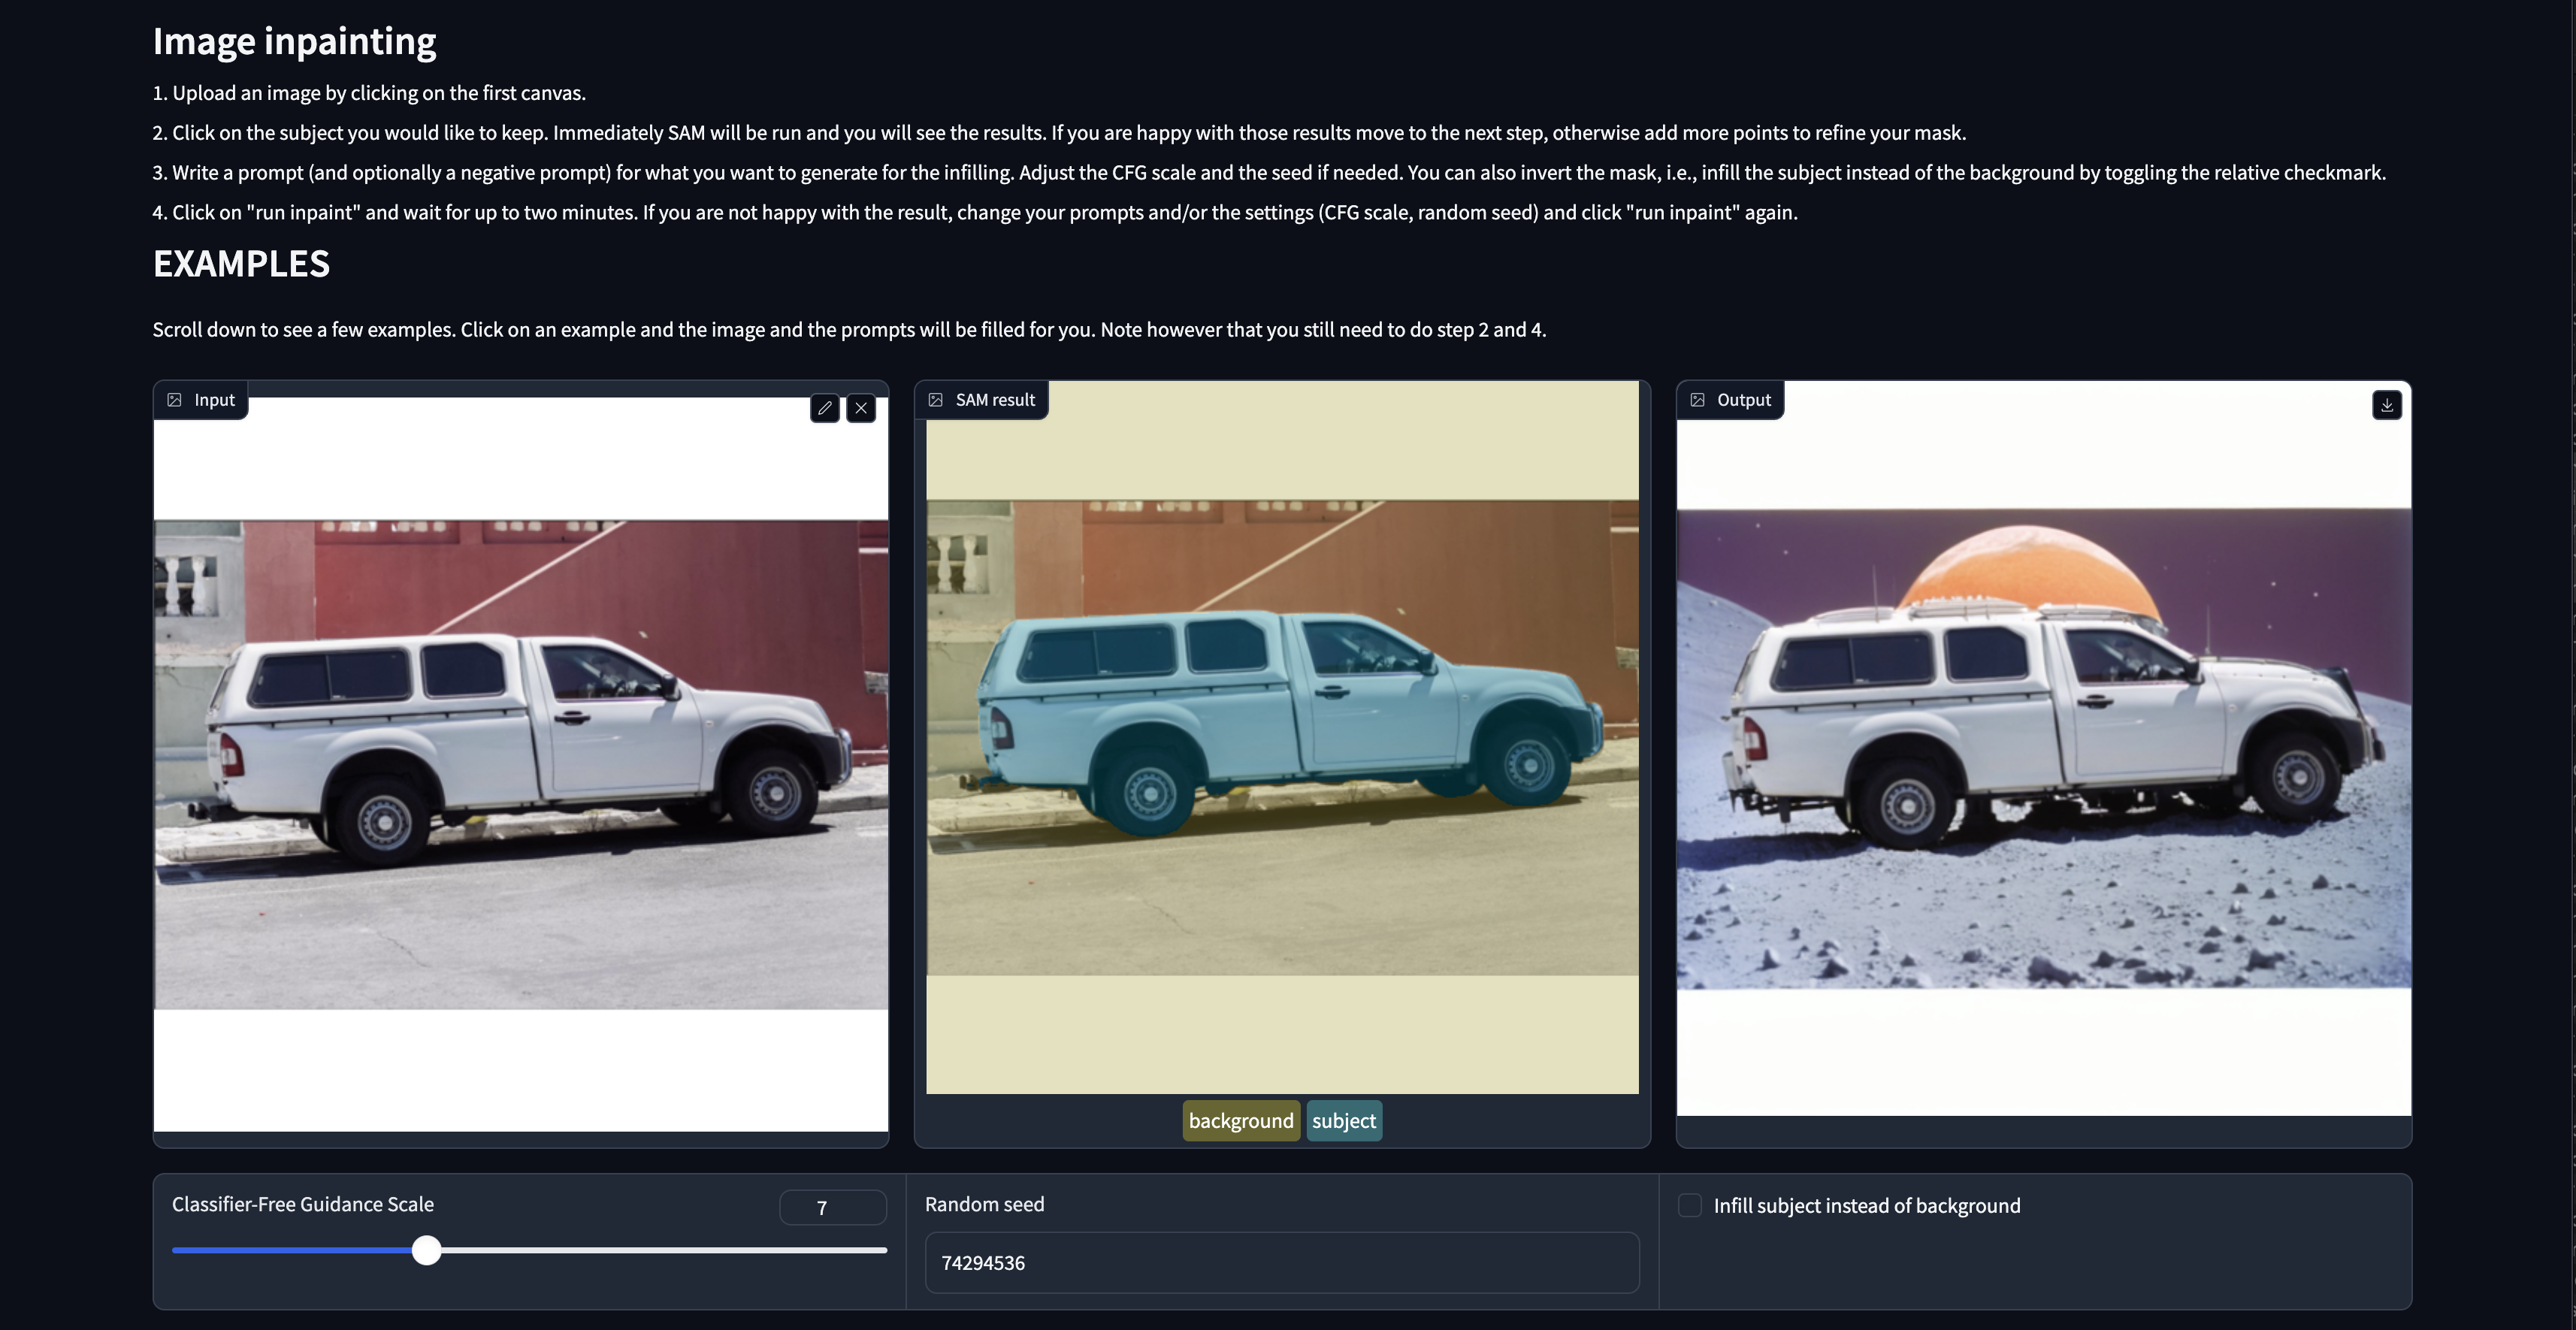 Image inpainting
1. Upload an image by clicking on the first canvas.
2. Click on the subject you would like to keep. Immediately SAM will be run and you will see the results. If you are happy with those results move to the next step, otherwise add more points to refine your mask.
3. Write a prompt (and optionally a negative prompt) for what you want to generate for the infilling. Adjust the CFG scale and the seed if needed. You can also invert the mask, i.e., infill the subject instead of the background by toggling the relative checkmark.
4. Click on "run inpaint" and wait for up to two minutes. If you are not happy with the result, change your prompts and/or the settings (CFG scale, random seed) and click "run inpaint" again.
EXAMPLES
Scroll down to see a few examples. Click on an example and the image and the prompts will be filled for you. Note however that you still need to do step 2 and 4.
Input
SAM result
Output
background
subject
Classifier-Free Guidance Scale
7
Random seed
74294536
Infill subject instead of background